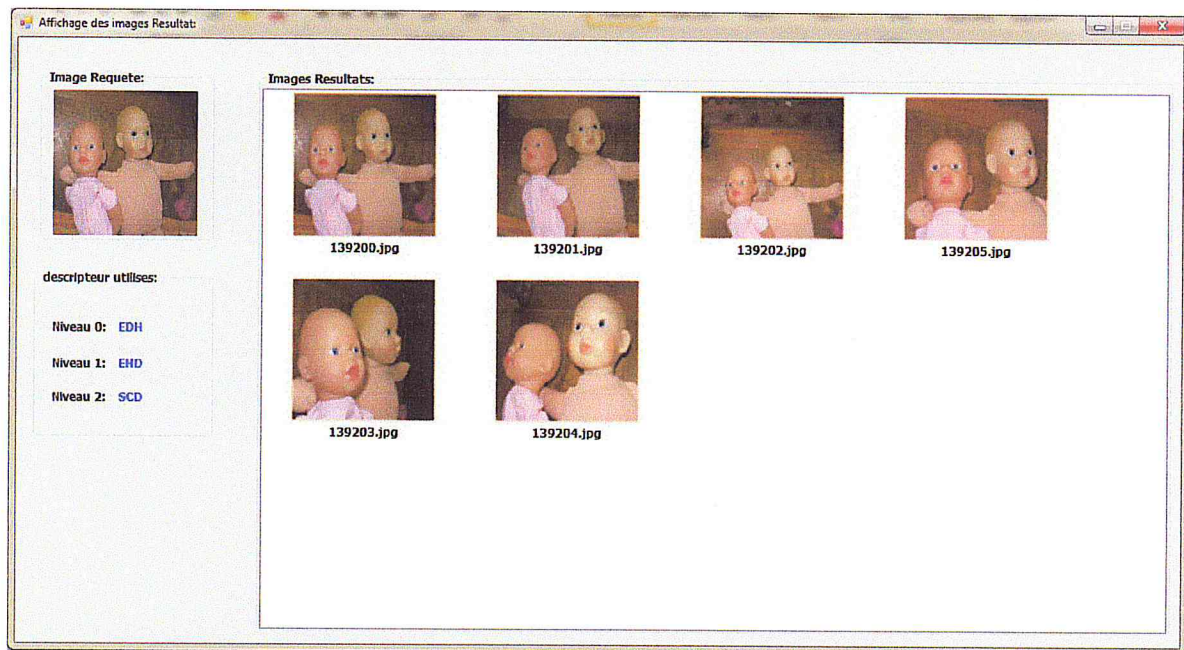 Affichage des images Resultat:
Image Requete:
Images Resultats:
139200.jpg
139201.jpg
139202.jpg
139205.jpg
descripteur utilises:
Niveau 0: EDH
Niveau 1: EHD
Niveau 2: SCD
139203.jpg
139204.jpg